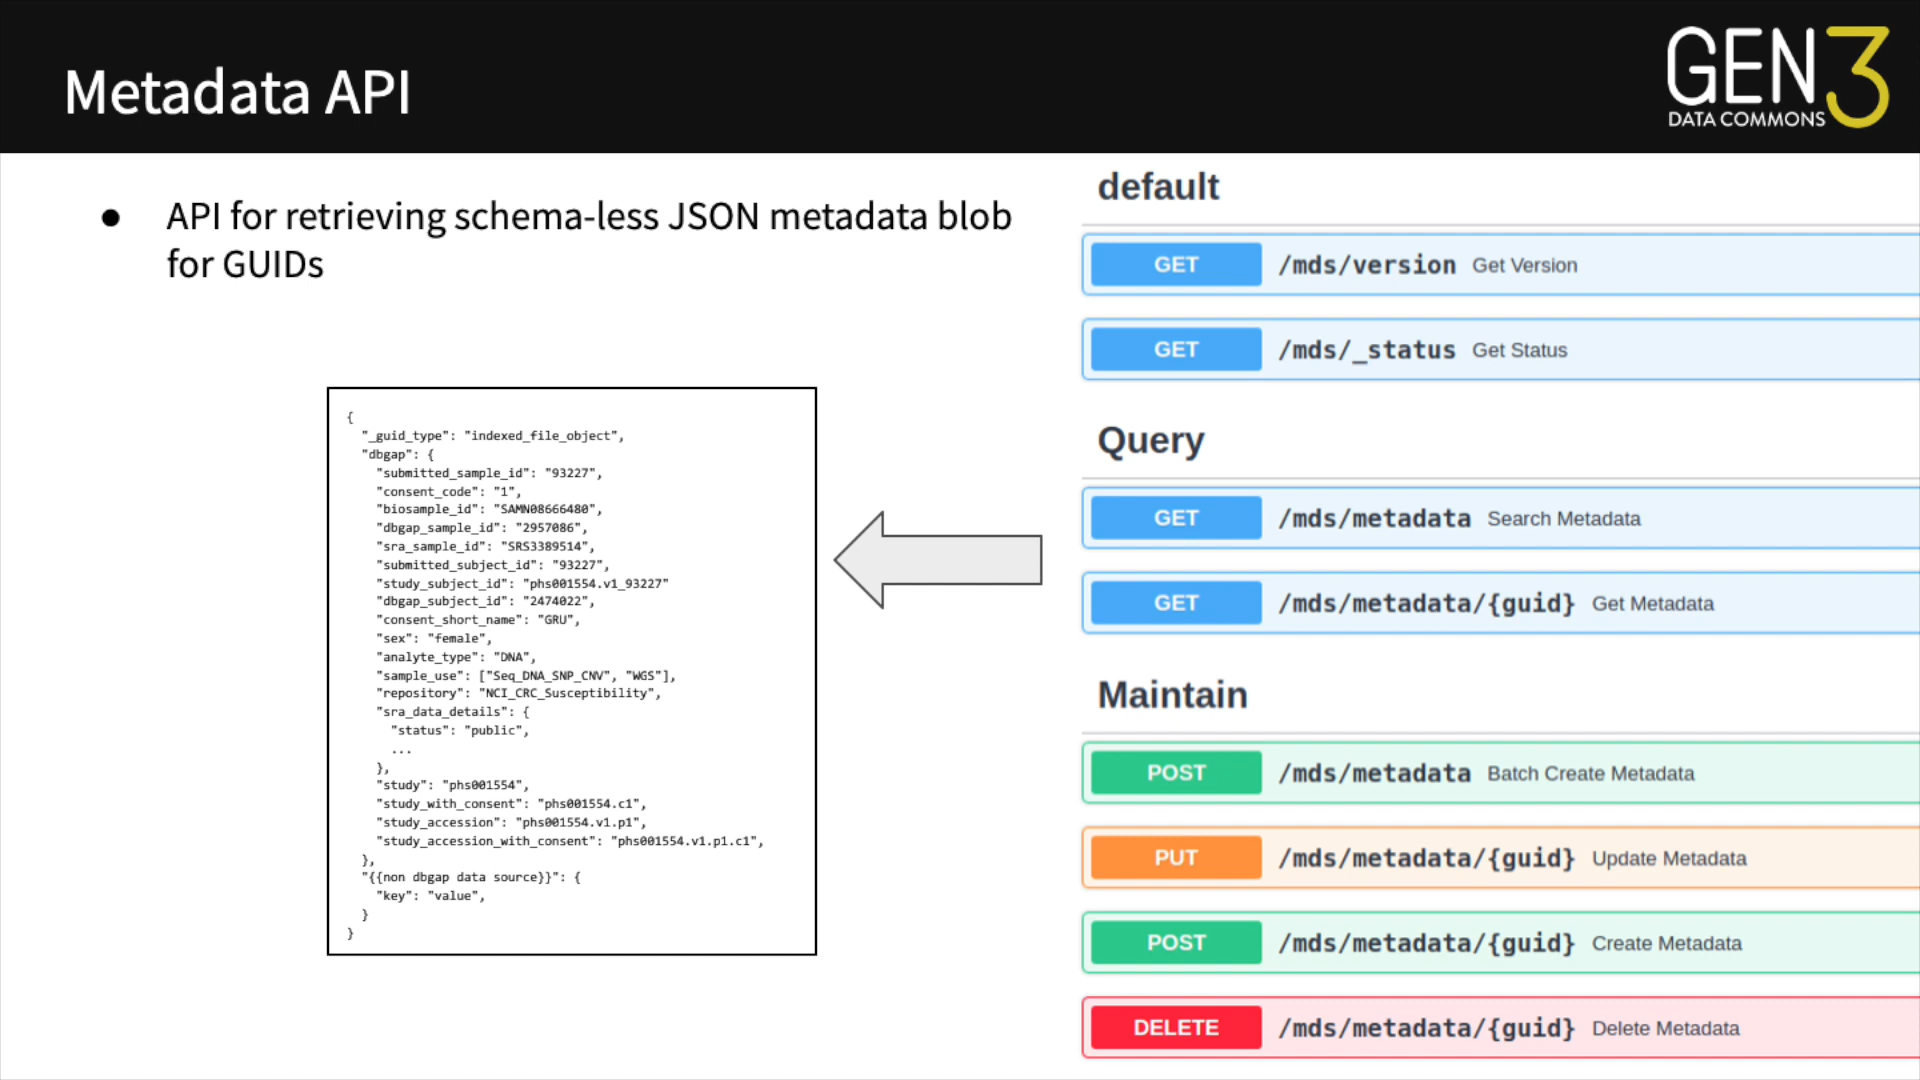 Metadata API
GEN3
DATA COMMONS
● API for retrieving schema-less JSON metadata blob
for GUIDs
{
"_guid_type": "indexed_file_object",
"dbgap": {
"submitted_sample_id": "93227",
"consent_code": "1",
"biosample_id": "SAMN08666480",
"dbgap_sample_id": "2957086",
"sra_sample_id": "SRS3389514",
"submitted_subject_id": "93227",
"study_subject_id": "phs001554.v1_93227"
"dbgap_subject_id": "2474022",
"consent_short_name": "GRU",
"sex": "female",
"analyte_type": "DNA",
"sample_use": ["Seq_DNA_SNP_CNV", "WGS"],
"repository": "NCI_CRC_Susceptibility",
"sra_data_details": {
"status": "public",
...
},
"study": "phs001554",
"study_with_consent": "phs001554.c1",
"study_accession": "phs001554.v1.p1",
"study_accession_with_consent": "phs001554.v1.p1.c1",
},
"{{non dbgap data source}}": {
"key": "value",
}
}
default
GET /mds/version Get Version
GET /mds/_status Get Status
Query
GET /mds/metadata Search Metadata
GET /mds/metadata/{guid} Get Metadata
Maintain
POST /mds/metadata Batch Create Metadata
PUT /mds/metadata/{guid} Update Metadata
POST /mds/metadata/{guid} Create Metadata
DELETE /mds/metadata/{guid} Delete Metadata